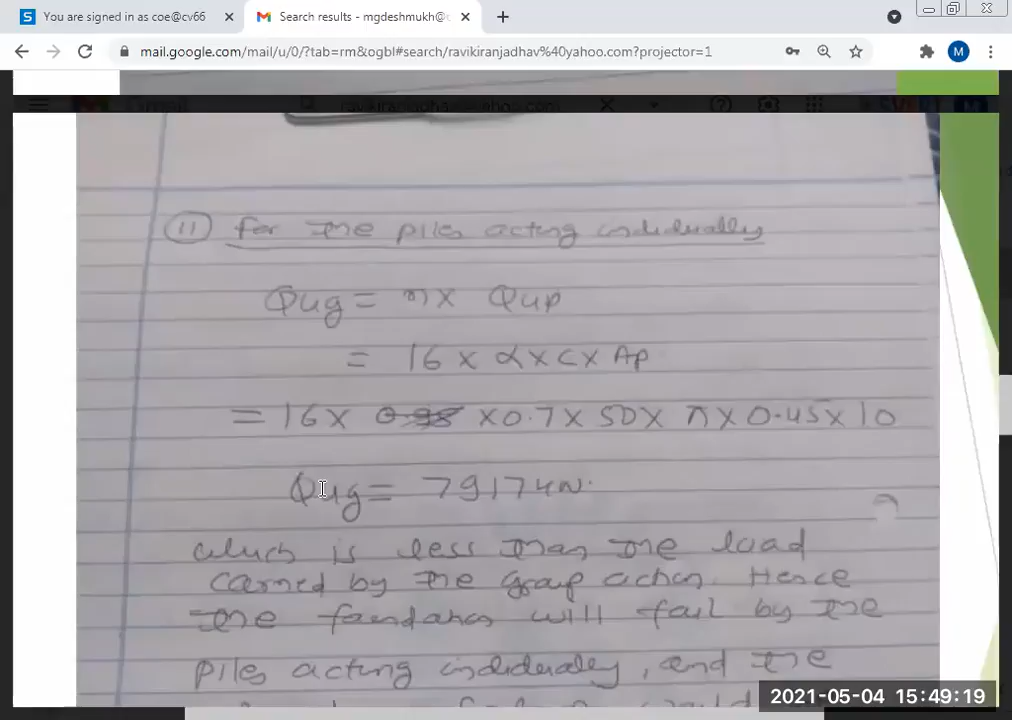 You are signed in as coe@cv66
Search results - mgdeshmukh@c
mail.google.com/mail/u/0/?tab=rm&ogbl#search/ravikiranjadhav%40yahoo.com?projector=1
M
11 for the piles acting individually
Qug = n x Qup
= 16 x α x c x Ap
= 16 x x 0.7 x 50 x π x 0.45 x 10
Qug = 7917 kN.
which is less than the load
carried by the group action. Hence
the foundation will fail by the
piles acting individually, and the
2021-05-04 15:49:19